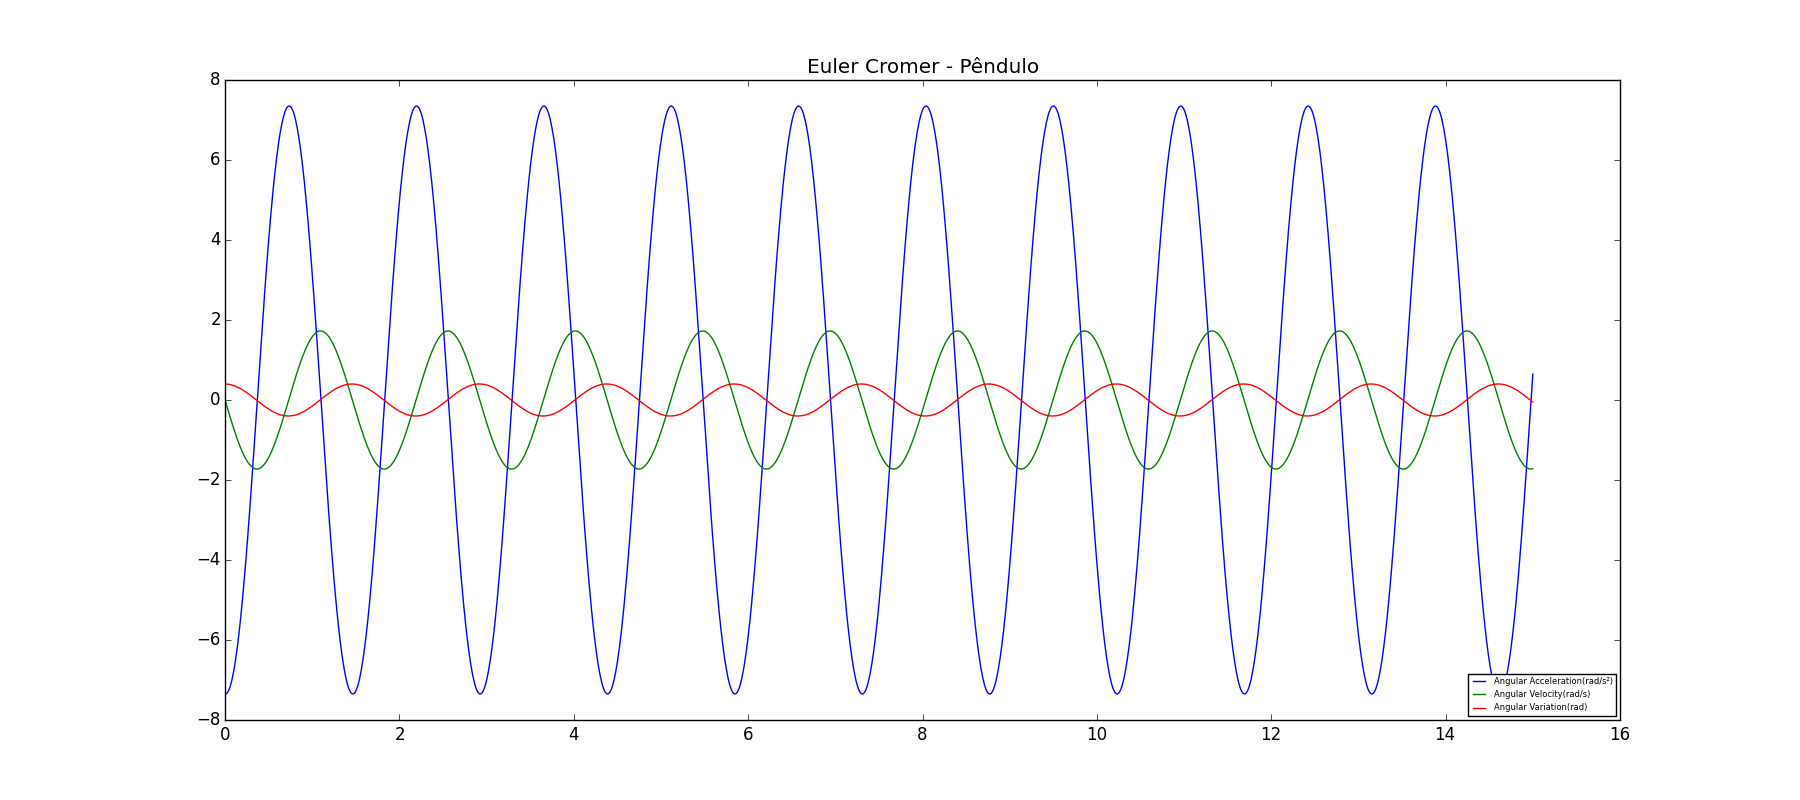 Euler Cromer - Pêndulo
8
6
4
2
0
−2
−4
−6
−8
0 2 4 6 8 10 12 14 16
Angular Acceleration(rad/s²)
Angular Velocity(rad/s)
Angular Variation(rad)